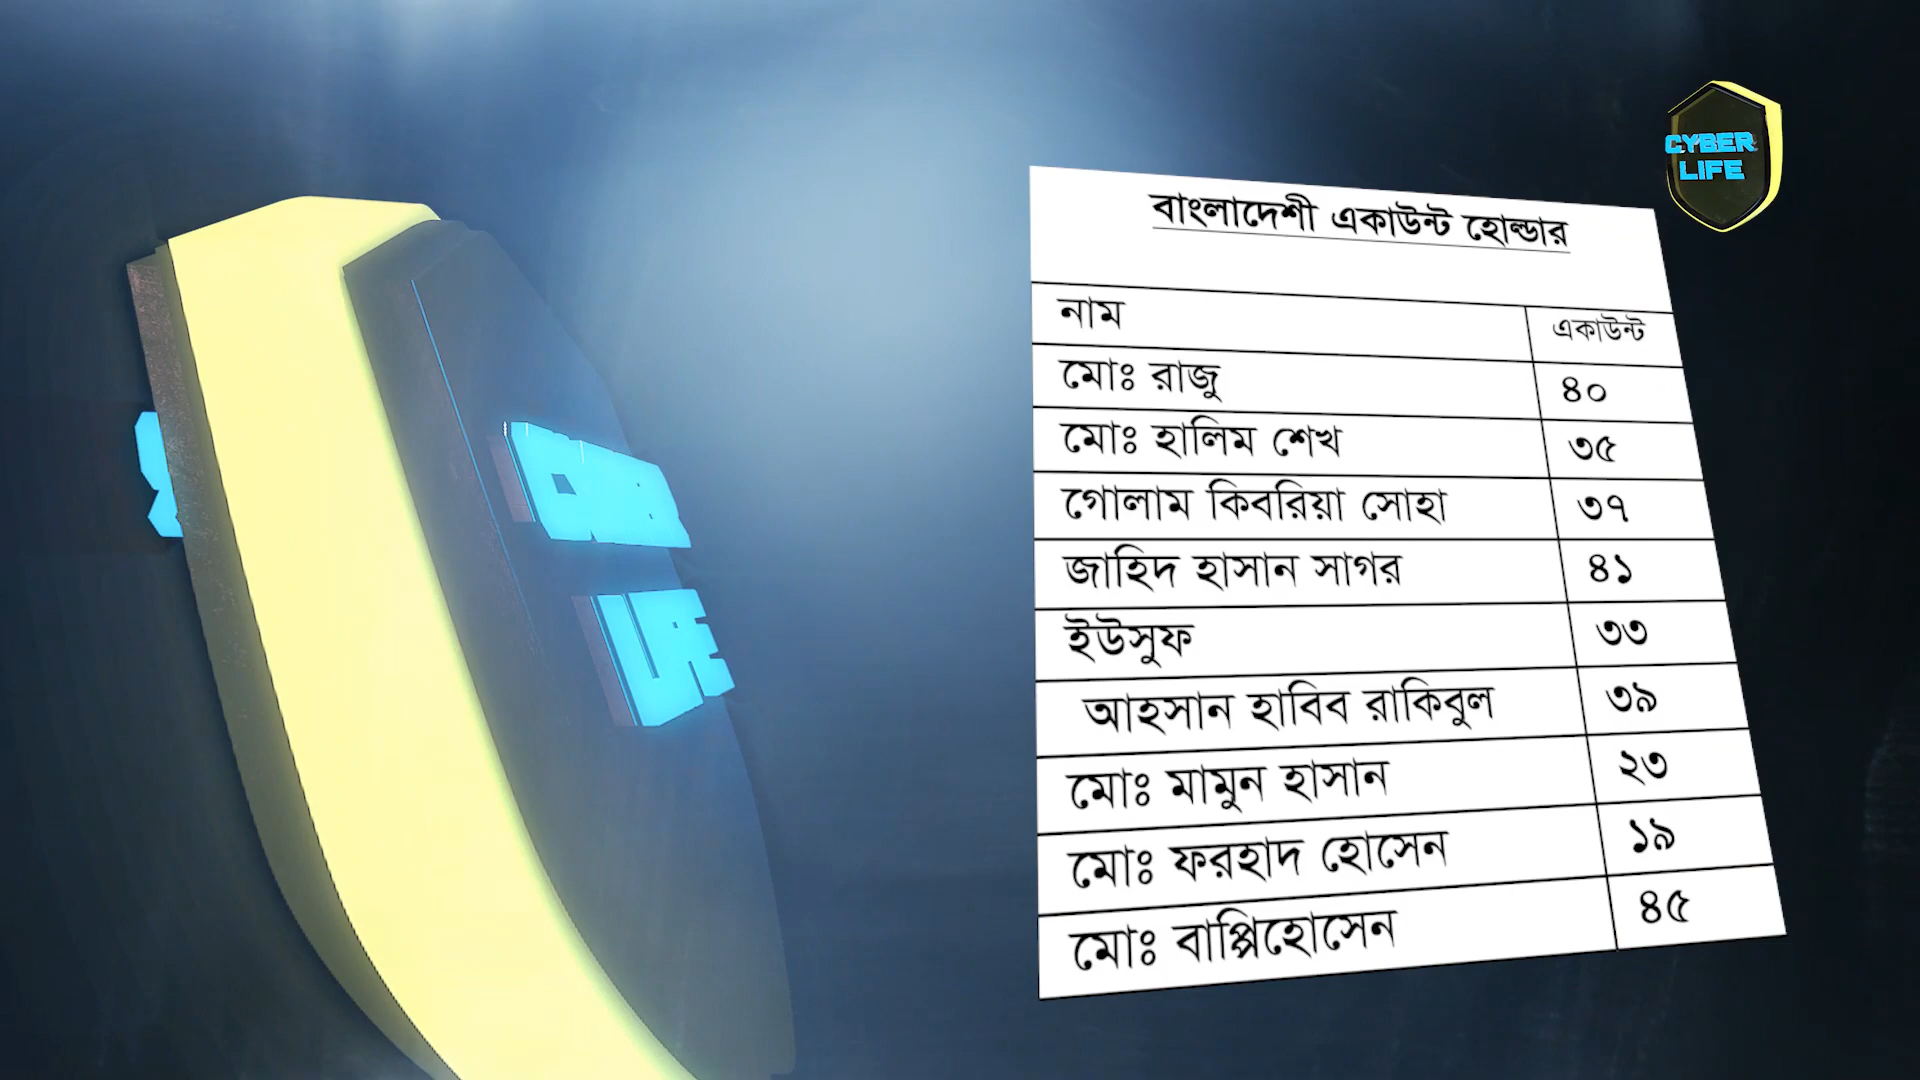 CYBER
LIFE
বাংলাদেশী একাউন্ট হোল্ডার
নাম একাউন্ট
মোঃ রাজু ৪০
মোঃ হালিম শেখ ৩৫
গোলাম কিবরিয়া সোহা ৩৭
জাহিদ হাসান সাগর ৪১
ইউসুফ ৩৩
আহসান হাবিব রাকিবুল ৩৯
মোঃ মামুন হাসান ২৩
মোঃ ফরহাদ হোসেন ১৯
মোঃ বাপ্পিহোসেন ৪৫